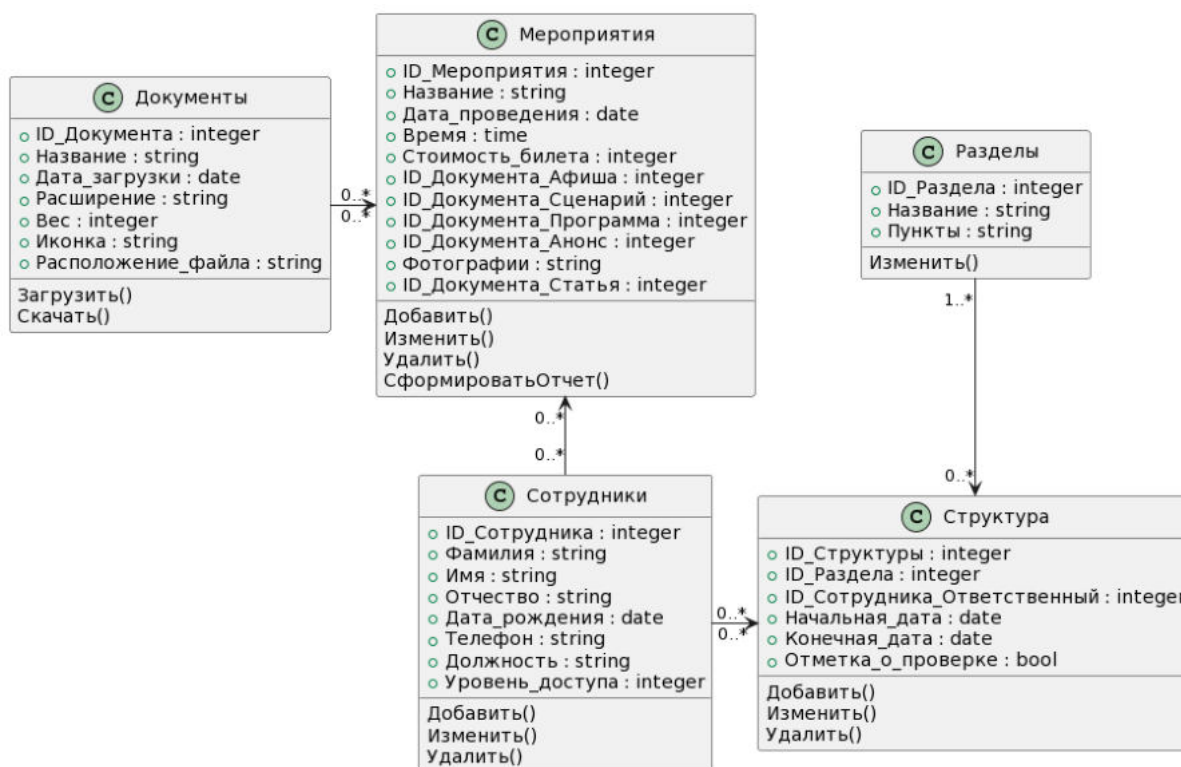 C Документы
ID_Документа : integer
Название : string
Дата_загрузки : date
Расширение : string
Вес : integer
Иконка : string
Расположение_файла : string
Загрузить()
Скачать()
0..*
0..*
C Мероприятия
ID_Мероприятия : integer
Название : string
Дата_проведения : date
Время : time
Стоимость_билета : integer
ID_Документа_Афиша : integer
ID_Документа_Сценарий : integer
ID_Документа_Программа : integer
ID_Документа_Анонс : integer
Фотографии : string
ID_Документа_Статья : integer
Добавить()
Изменить()
Удалить()
СформироватьОтчет()
C Разделы
ID_Раздела : integer
Название : string
Пункты : string
Изменить()
1..*
0..*
0..*
0..*
C Сотрудники
ID_Сотрудника : integer
Фамилия : string
Имя : string
Отчество : string
Дата_рождения : date
Телефон : string
Должность : string
Уровень_доступа : integer
Добавить()
Изменить()
Удалить()
0..*
0..*
C Структура
ID_Структуры : integer
ID_Раздела : integer
ID_Сотрудника_Ответственный : integer
Начальная_дата : date
Конечная_дата : date
Отметка_о_проверке : bool
Добавить()
Изменить()
Удалить()